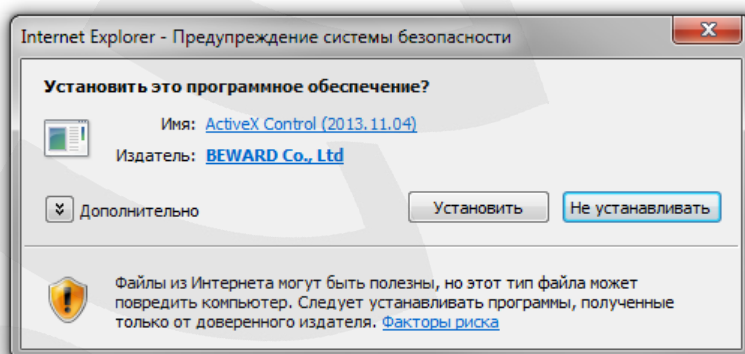 Internet Explorer - Предупреждение системы безопасности
Установить это программное обеспечение?
Имя: ActiveX Control (2013.11.04)
Издатель: BEWARD Co., Ltd
Дополнительно
Установить
Не устанавливать
Файлы из Интернета могут быть полезны, но этот тип файла может
повредить компьютер. Следует устанавливать программы, полученные
только от доверенного издателя. Факторы риска